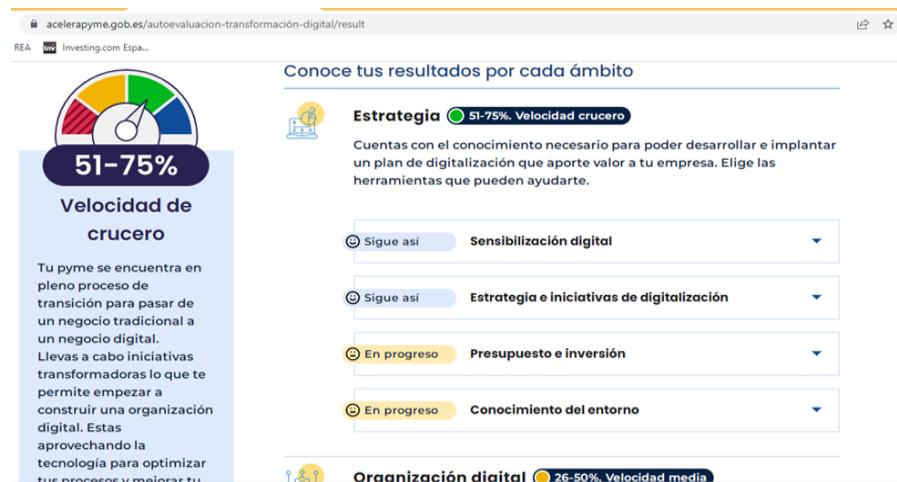 acelerapyme.gob.es/autoevaluacion-transformación-digital/result
REA
Inv
Investing.com Espa...
51-75%
Velocidad de
crucero
Tu pyme se encuentra en
pleno proceso de
transición para pasar de
un negocio tradicional a
un negocio digital.
Llevas a cabo iniciativas
transformadoras lo que te
permite empezar a
construir una organización
digital. Estas
aprovechando la
tecnología para optimizar
tus procesos y mejorar tu
Conoce tus resultados por cada ámbito
Estrategia 51-75%. Velocidad crucero
Cuentas con el conocimiento necesario para poder desarrollar e implantar
un plan de digitalización que aporte valor a tu empresa. Elige las
herramientas que pueden ayudarte.
Sigue así Sensibilización digital
Sigue así Estrategia e iniciativas de digitalización
En progreso Presupuesto e inversión
En progreso Conocimiento del entorno
Organización digital 26-50%. Velocidad media